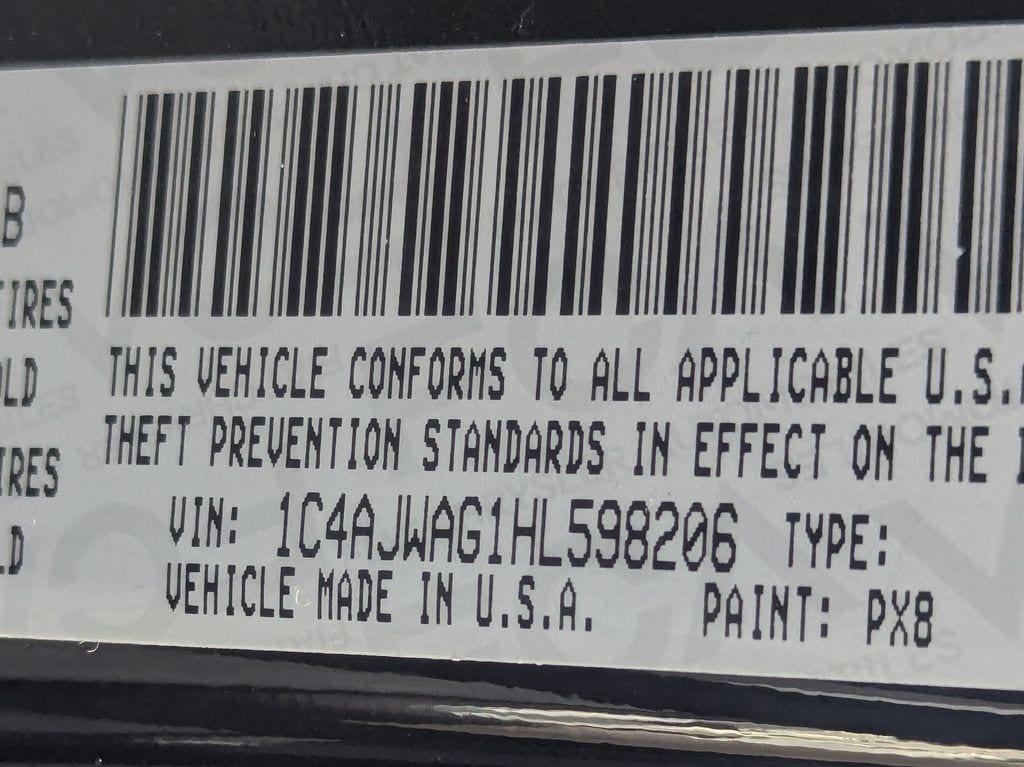 B
TIRES
OLD
IRES
LD
THIS VEHICLE CONFORMS TO ALL APPLICABLE U.S.
THEFT PREVENTION STANDARDS IN EFFECT ON THE
VIN: 1C4AJWAG1HL598206 TYPE:
VEHICLE MADE IN U.S.A. PAINT: PX8